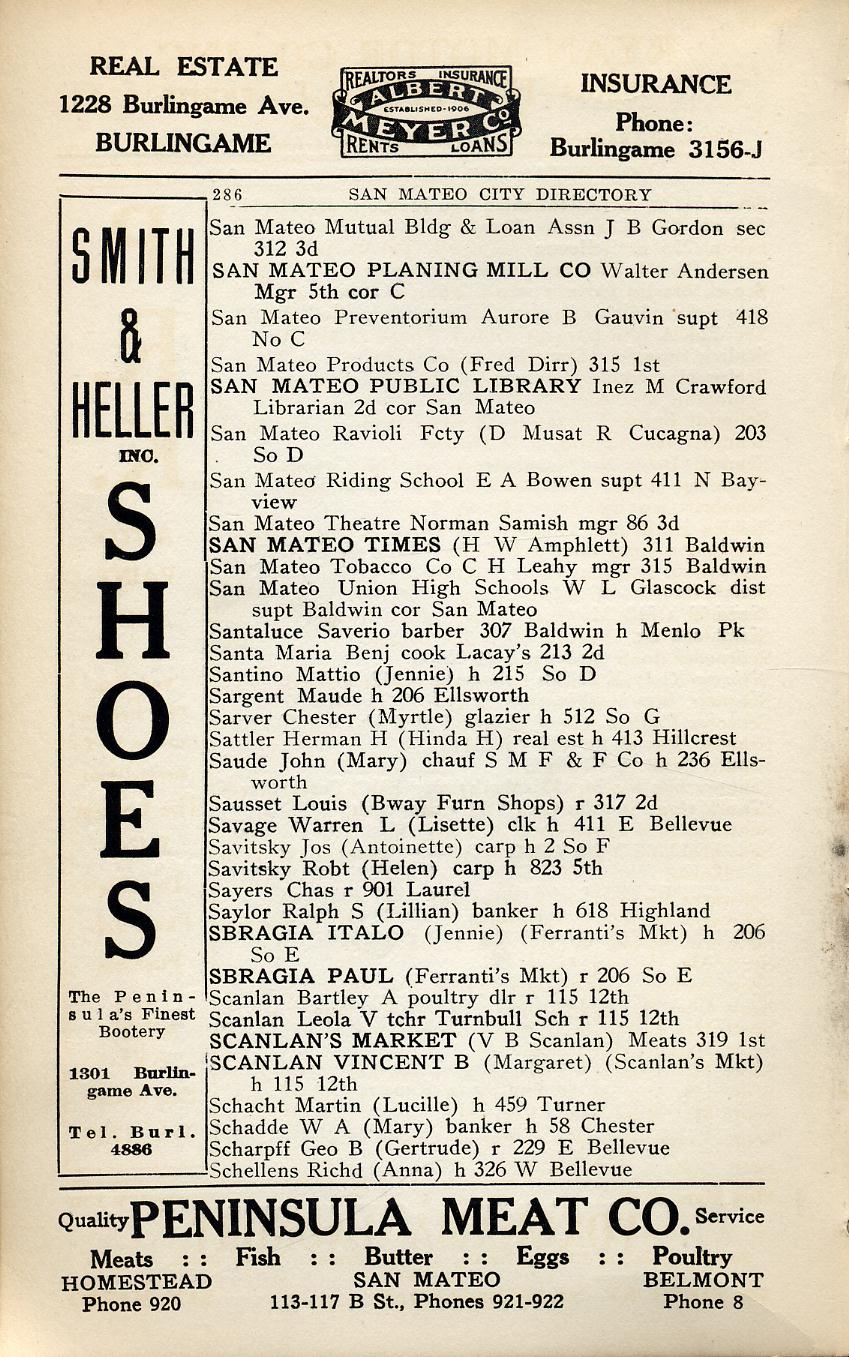 REAL ESTATE
1228 Burlingame Ave.
BURLINGAME
REALTORS INSURANCE
ALBERT
ESTABLISHED-1906
MEYER Co
RENTS LOANS
INSURANCE
Phone:
Burlingame 3156-J
286 SAN MATEO CITY DIRECTORY
SMITH
&
HELLER
INC.
S
H
O
E
S
The Penin-
sula's Finest
Bootery
1301 Burlin-
game Ave.
Tel. Burl.
4886
San Mateo Mutual Bldg & Loan Assn J B Gordon sec
312 3d
SAN MATEO PLANING MILL CO Walter Andersen
Mgr 5th cor C
San Mateo Preventorium Aurore B Gauvin supt 418
No C
San Mateo Products Co (Fred Dirr) 315 1st
SAN MATEO PUBLIC LIBRARY Inez M Crawford
Librarian 2d cor San Mateo
San Mateo Ravioli Fcty (D Musat R Cucagna) 203
So D
San Mateo Riding School E A Bowen supt 411 N Bay-
view
San Mateo Theatre Norman Samish mgr 86 3d
SAN MATEO TIMES (H W Amphlett) 311 Baldwin
San Mateo Tobacco Co C H Leahy mgr 315 Baldwin
San Mateo Union High Schools W L Glascock dist
supt Baldwin cor San Mateo
Santaluce Saverio barber 307 Baldwin h Menlo Pk
Santa Maria Benj cook Lacay's 213 2d
Santino Mattio (Jennie) h 215 So D
Sargent Maude h 206 Ellsworth
Sarver Chester (Myrtle) glazier h 512 So G
Sattler Herman H (Hinda H) real est h 413 Hillcrest
Saude John (Mary) chauf S M F & F Co h 236 Ells-
worth
Sausset Louis (Bway Furn Shops) r 317 2d
Savage Warren L (Lisette) clk h 411 E Bellevue
Savitsky Jos (Antoinette) carp h 2 So F
Savitsky Robt (Helen) carp h 823 5th
Sayers Chas r 901 Laurel
Saylor Ralph S (Lillian) banker h 618 Highland
SBRAGIA ITALO (Jennie) (Ferranti's Mkt) h 206
So E
SBRAGIA PAUL (Ferranti's Mkt) r 206 So E
Scanlan Bartley A poultry dlr r 115 12th
Scanlan Leola V tchr Turnbull Sch r 115 12th
SCANLAN'S MARKET (V B Scanlan) Meats 319 1st
SCANLAN VINCENT B (Margaret) (Scanlan's Mkt)
h 115 12th
Schacht Martin (Lucille) h 459 Turner
Schadde W A (Mary) banker h 58 Chester
Scharpff Geo B (Gertrude) r 229 E Bellevue
Schellens Richd (Anna) h 326 W Bellevue
Quality PENINSULA MEAT CO. Service
Meats : : Fish : : Butter : : Eggs : : Poultry
HOMESTEAD SAN MATEO BELMONT
Phone 920 113-117 B St., Phones 921-922 Phone 8